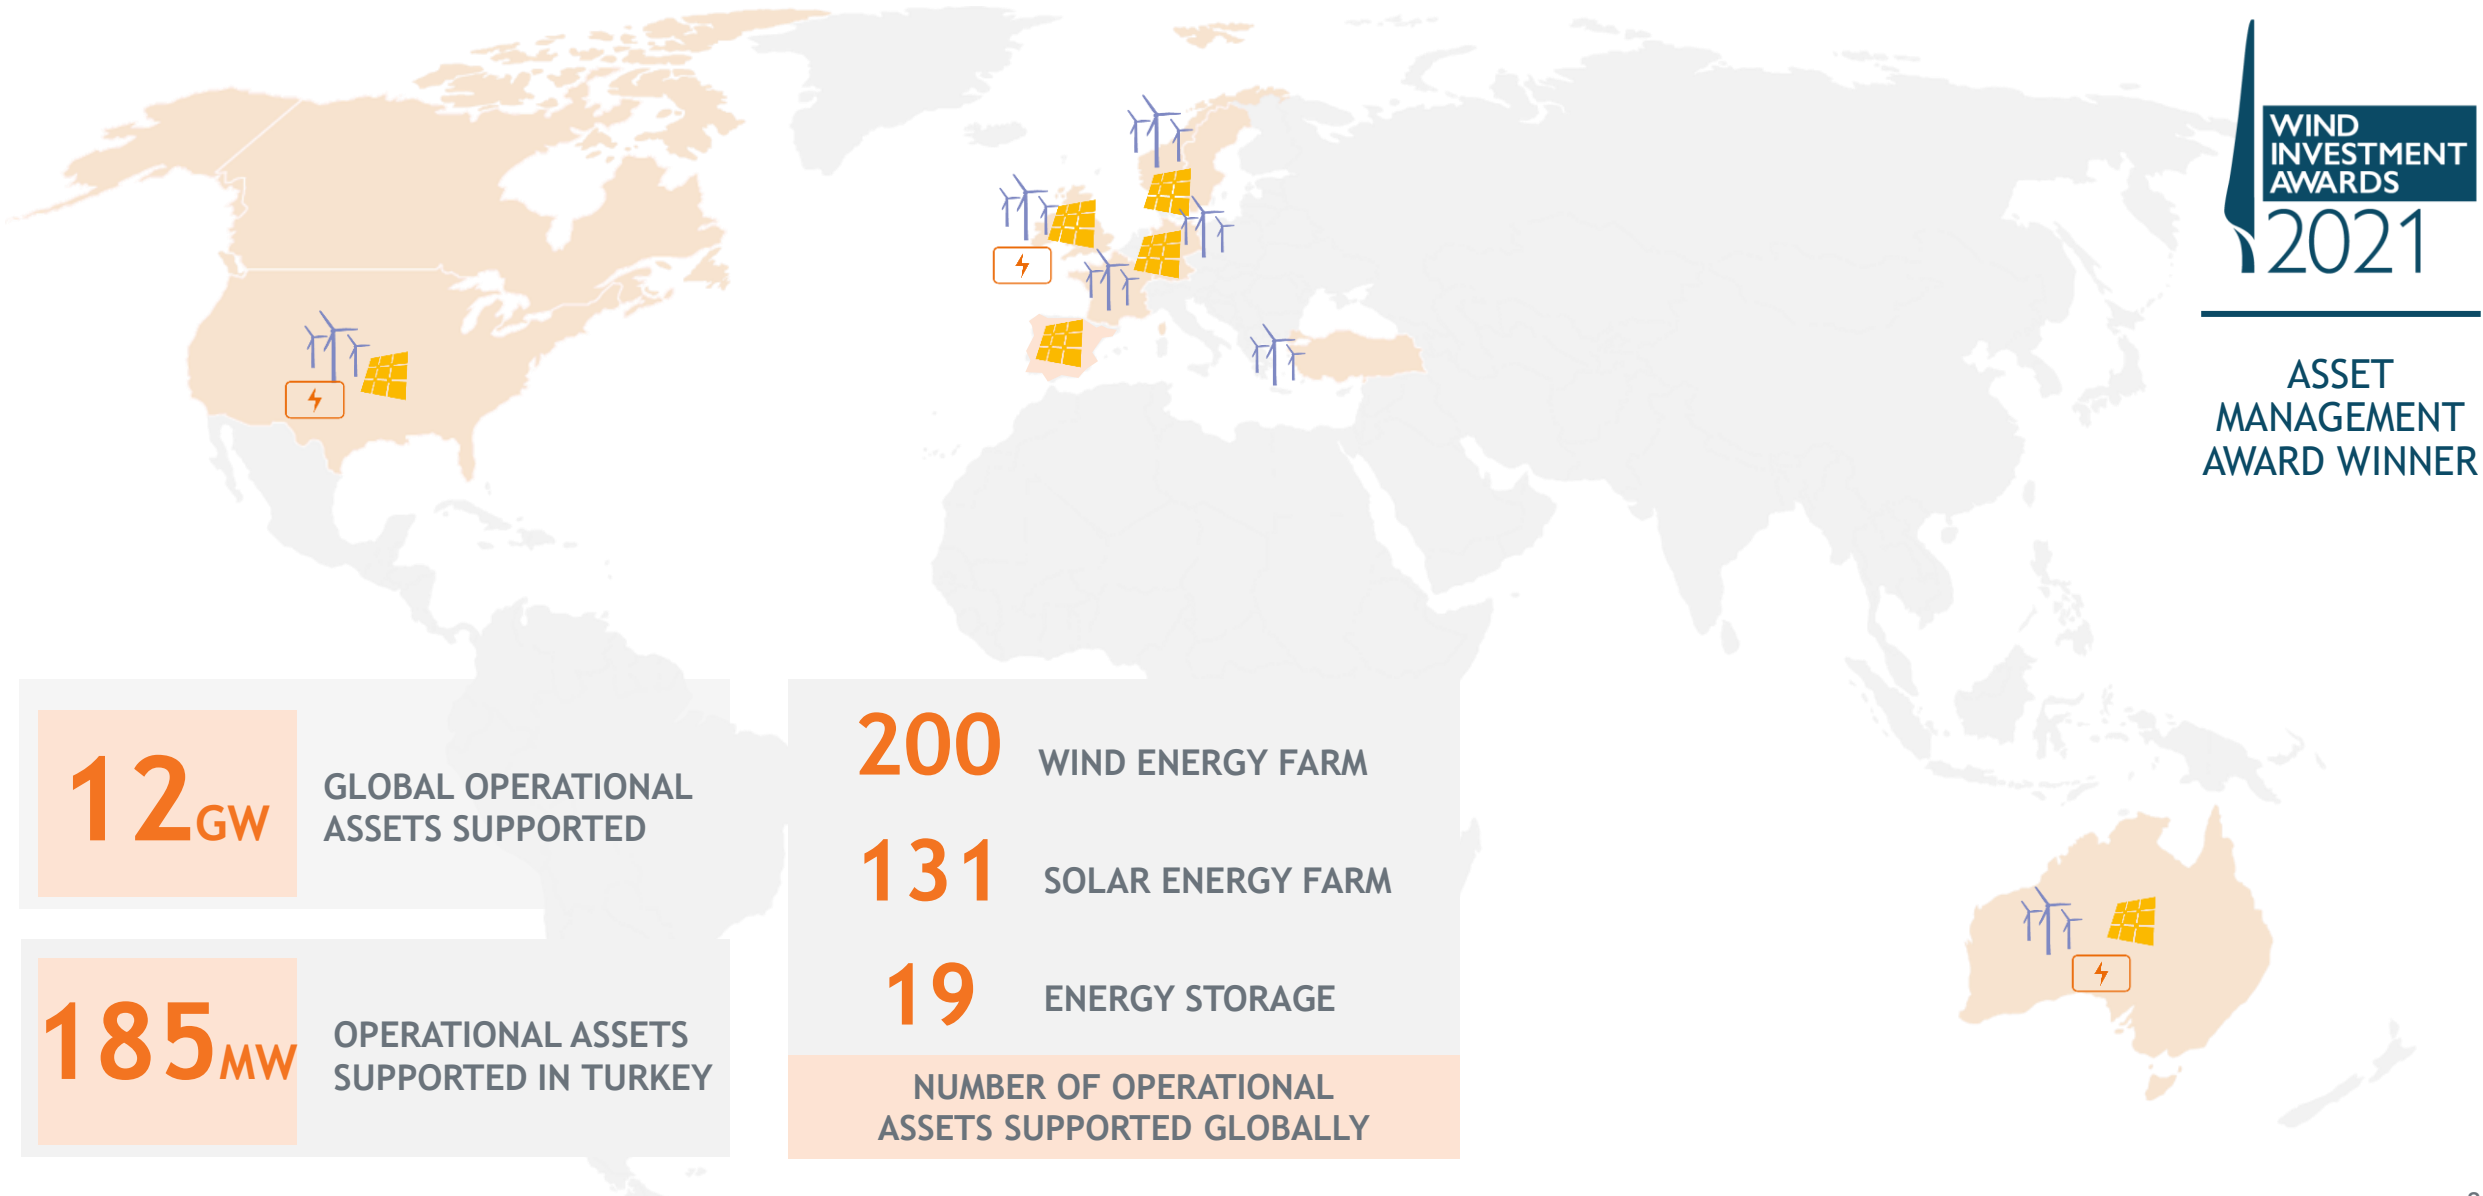 WIND
INVESTMENT
AWARDS
2021
ASSET
MANAGEMENT
AWARD WINNER
12GW
GLOBAL OPERATIONAL
ASSETS SUPPORTED
185MW
OPERATIONAL ASSETS
SUPPORTED IN TURKEY
200 WIND ENERGY FARM
131 SOLAR ENERGY FARM
19 ENERGY STORAGE
NUMBER OF OPERATIONAL
ASSETS SUPPORTED GLOBALLY